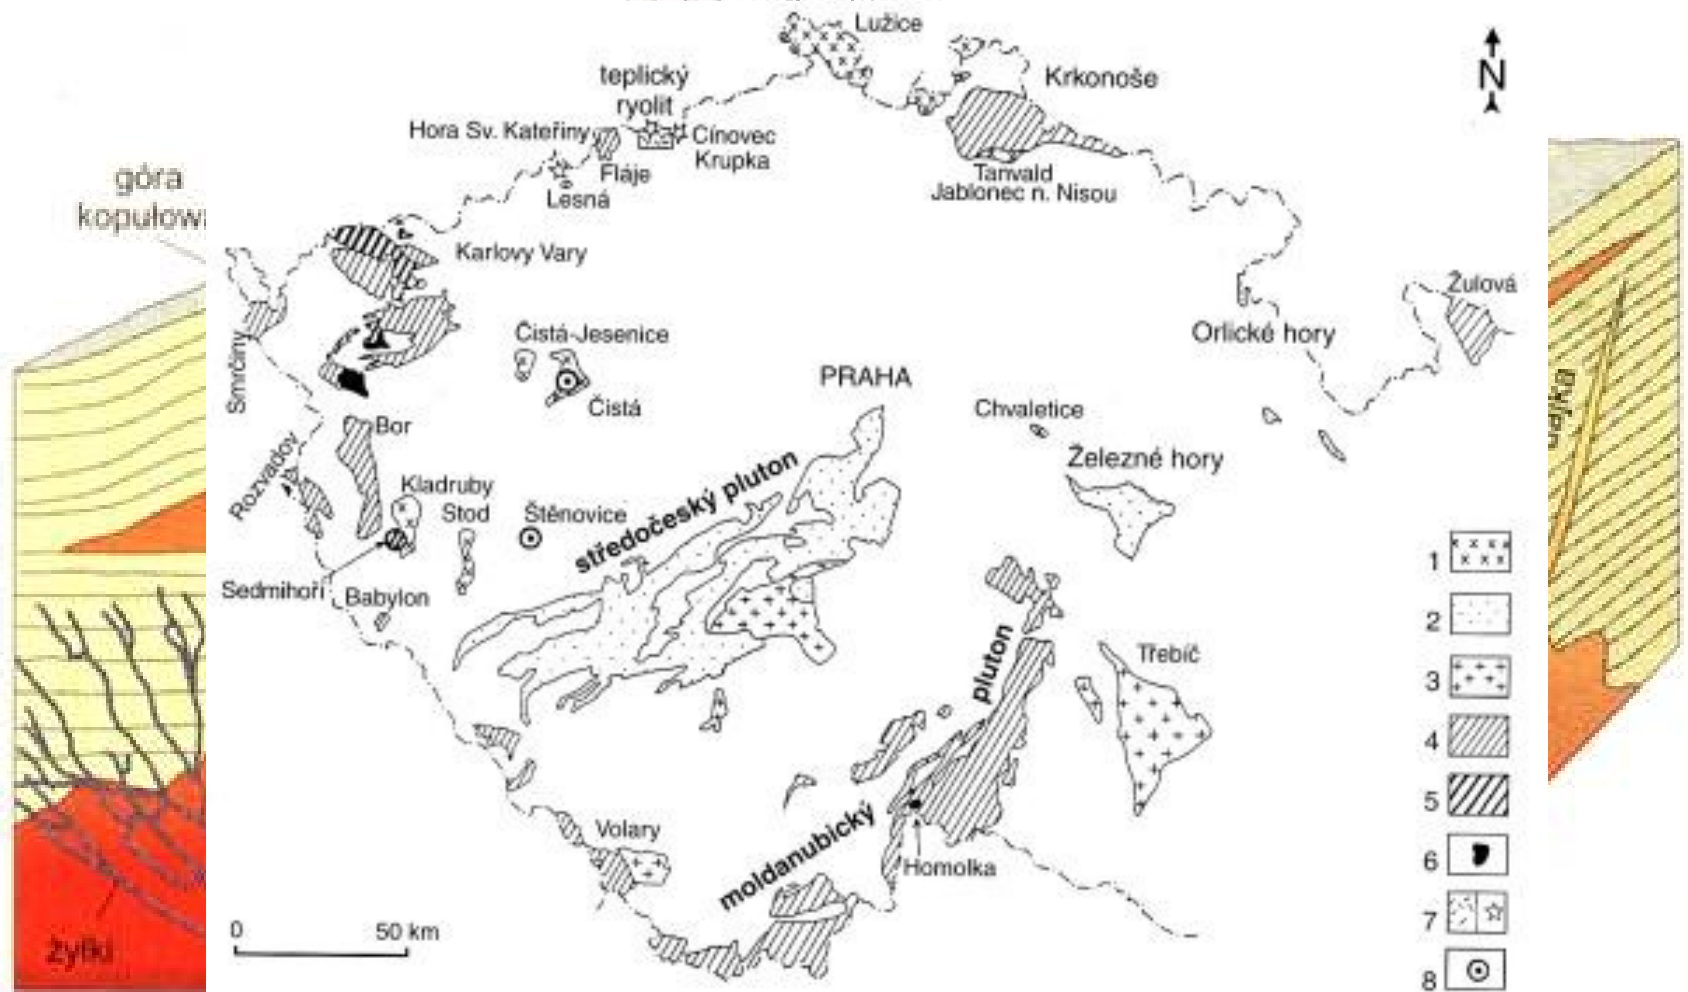 Lužice
Krkonoše
N
teplický
ryolit
Hora Sv. Kateřiny
Cínovec
Krupka
Fláje
Lesná
Tanvald
Jablonec n. Nisou
góra
Karlovy Vary
Žulová
Orlické hory
Smrčiny
Čistá-Jesenice
Čistá
PRAHA
Chvaletice
Železné hory
Bor
Rozvadov
Kladruby
Stod
Štěnovice
středočeský pluton
Sedmihoří
Babylon
pluton
Třebíč
moldanubický
Volary
Homolka
0 50 km
żyłki
1
2
3
4
5
6
7
8